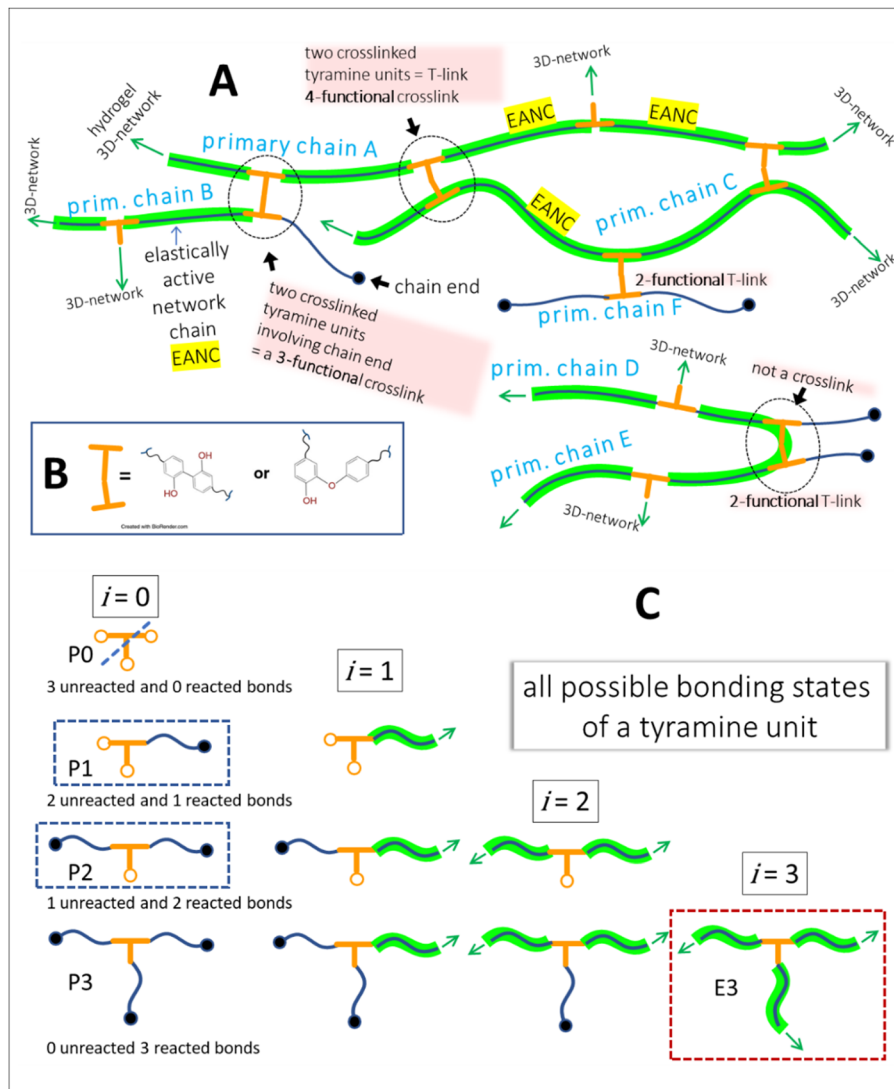 A
two crosslinked
tyramine units = T-link
4-functional crosslink
3D-network
EANC
EANC
3D-network
hydrogel
3D-network
primary chain A
3D-network
prim. chain B
prim. chain C
EANC
elastically
active
network
chain
EANC
3D-network
chain end
two crosslinked
tyramine units
involving chain end
= a 3-functional crosslink
2-functional T-link
3D-network
prim. chain F
3D-network
prim. chain D
not a crosslink
prim. chain E
3D-network
2-functional T-link
B
=
HO
OH
or
OH
O
Created with BioRender.com
C
i = 0
P0
3 unreacted and 0 reacted bonds
i = 1
all possible bonding states
of a tyramine unit
P1
2 unreacted and 1 reacted bonds
i = 2
P2
1 unreacted and 2 reacted bonds
i = 3
P3
E3
0 unreacted 3 reacted bonds